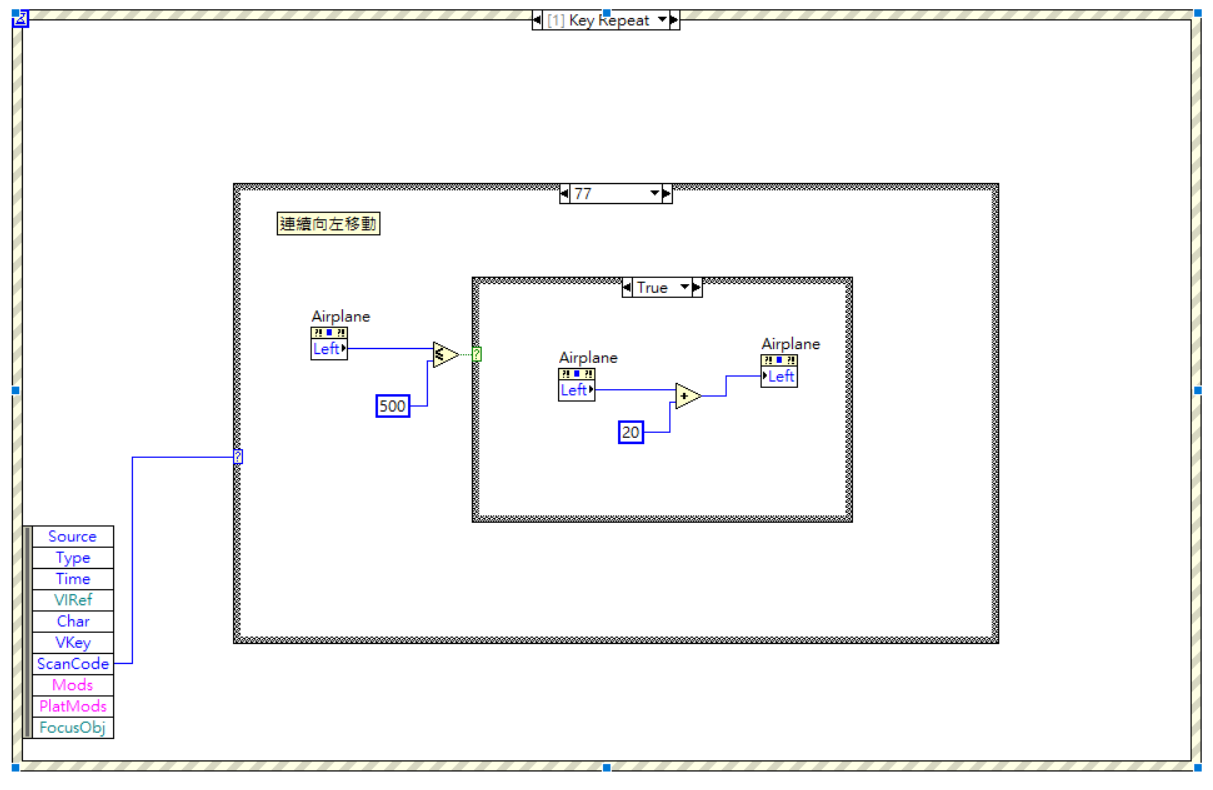 [1] Key Repeat
77
連續向左移動
True
Airplane
Left
500
Airplane
Left
20
Airplane
Left
Source
Type
Time
VIRef
Char
VKey
ScanCode
Mods
PlatMods
FocusObj